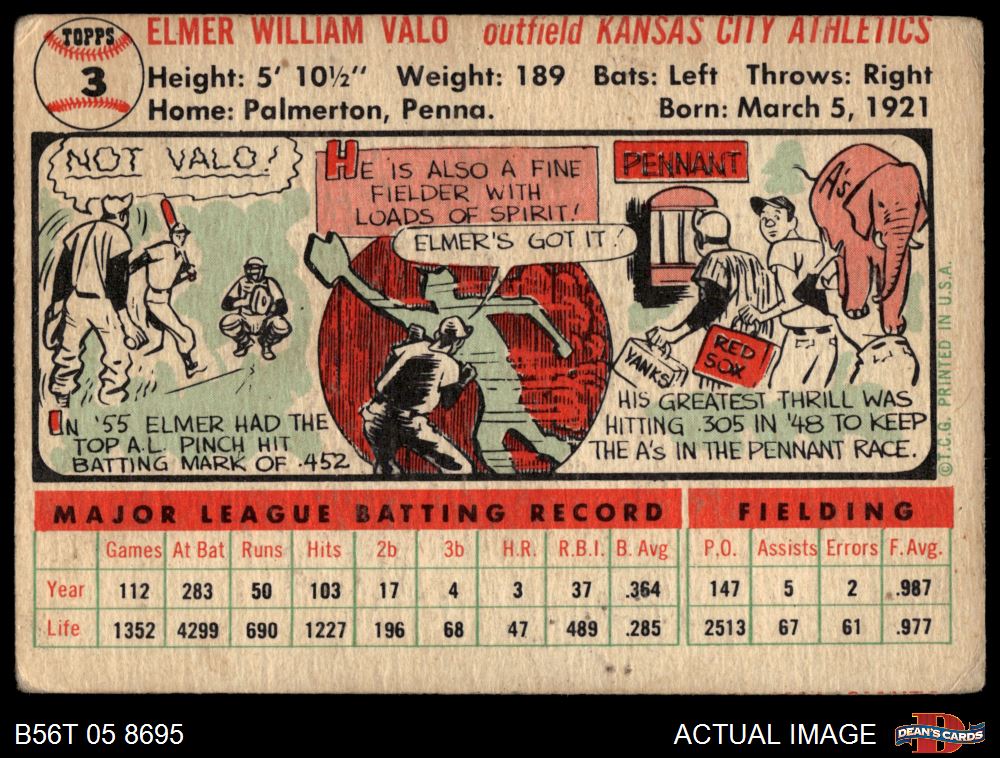 TOPPS
3
ELMER WILLIAM VALO outfield KANSAS CITY ATHLETICS
Height: 5' 10½" Weight: 189 Bats: Left Throws: Right
Home: Palmerton, Penna. Born: March 5, 1921
NOT VALO!
IN '55 ELMER HAD THE
TOP A.L. PINCH HIT
BATTING MARK OF .452
HE IS ALSO A FINE
FIELDER WITH
LOADS OF SPIRIT!
ELMER'S GOT IT!
PENNANT
A's
YANKS
RED
SOX
HIS GREATEST THRILL WAS
HITTING .305 IN '48 TO KEEP
THE A's IN THE PENNANT RACE.
©T.C.G. PRINTED IN U.S.A.
MAJOR LEAGUE BATTING RECORD FIELDING
Games At Bat Runs Hits 2b 3b H.R. R.B.I. B. Avg P.O. Assists Errors F. Avg.
Year 112 283 50 103 17 4 3 37 .364 147 5 2 .987
Life 1352 4299 690 1227 196 68 47 489 .285 2513 67 61 .977
B56T 05 8695
ACTUAL IMAGE
DEAN'S CARDS